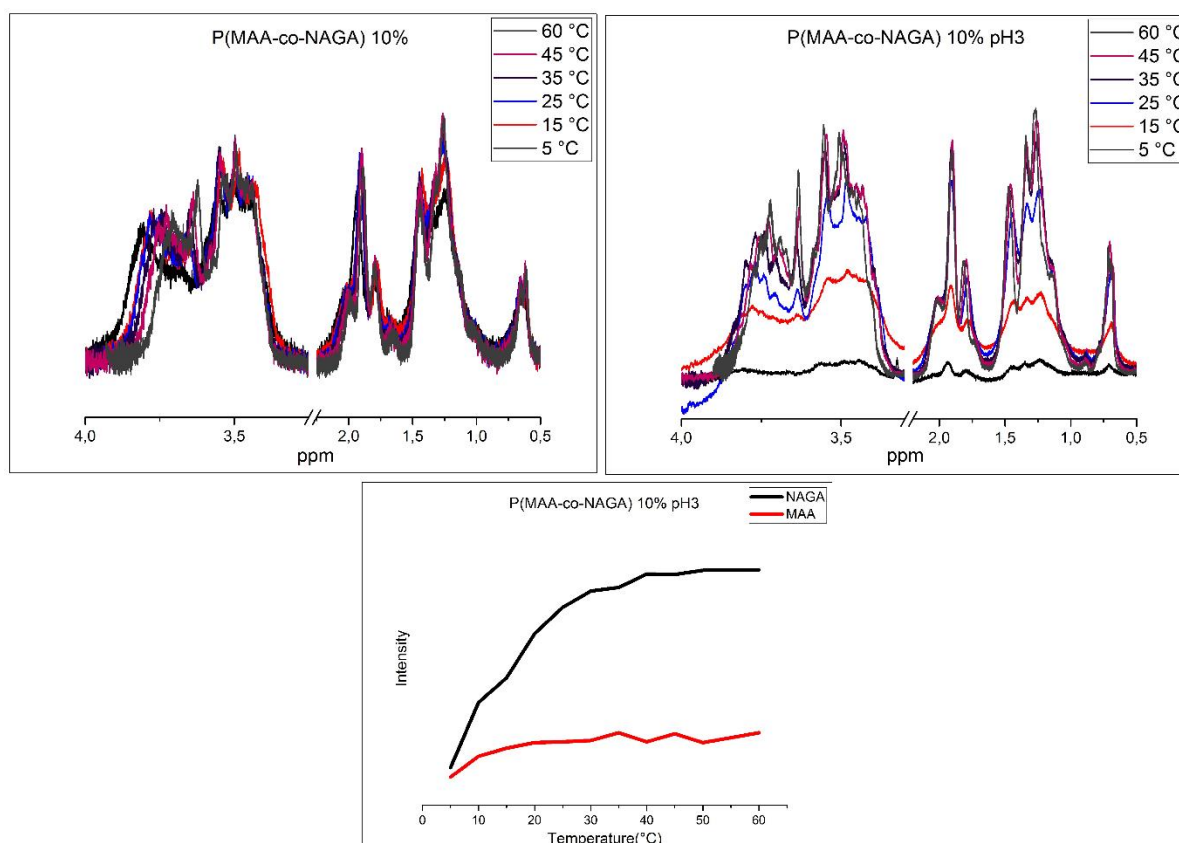 P(MAA-co-NAGA) 10%
60 °C
45 °C
35 °C
25 °C
15 °C
5 °C
4,0 3,5 2,0 1,5 1,0 0,5
ppm
P(MAA-co-NAGA) 10% pH3
60 °C
45 °C
35 °C
25 °C
15 °C
5 °C
4,0 3,5 2,0 1,5 1,0 0,5
ppm
P(MAA-co-NAGA) 10% pH3
NAGA
MAA
Intensity
0 10 20 30 40 50 60
Temperature(°C)